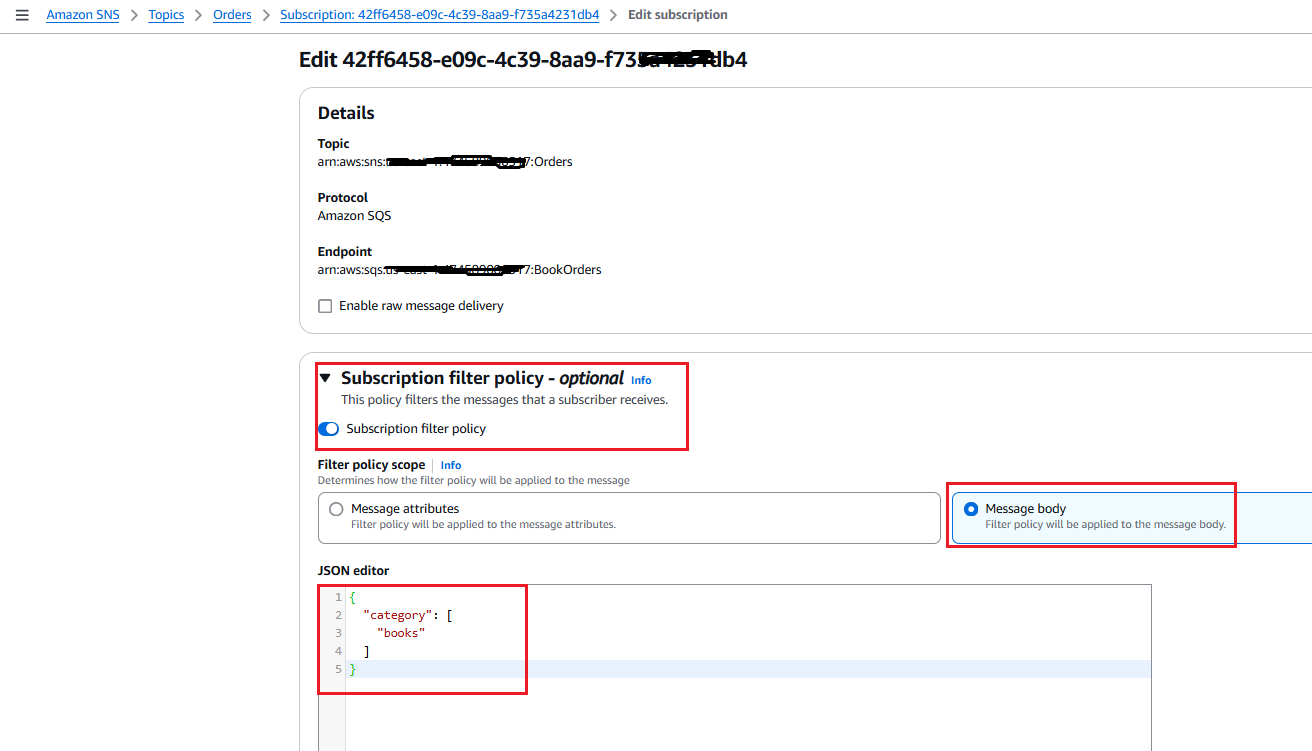 Amazon SNS > Topics > Orders > Subscription: 42ff6458-e09c-4c39-8aa9-f735a4231db4 > Edit subscription
Edit 42ff6458-e09c-4c39-8aa9-f735 db4
Details
Topic
arn:aws:sns: 7:Orders
Protocol
Amazon SQS
Endpoint
arn:aws:sqs: 7:BookOrders
Enable raw message delivery
Subscription filter policy - optional Info
This policy filters the messages that a subscriber receives.
Subscription filter policy
Filter policy scope Info
Determines how the filter policy will be applied to the message
Message attributes
Filter policy will be applied to the message attributes.
Message body
Filter policy will be applied to the message body.
JSON editor
1 {
2 "category": [
3 "books"
4 ]
5 }